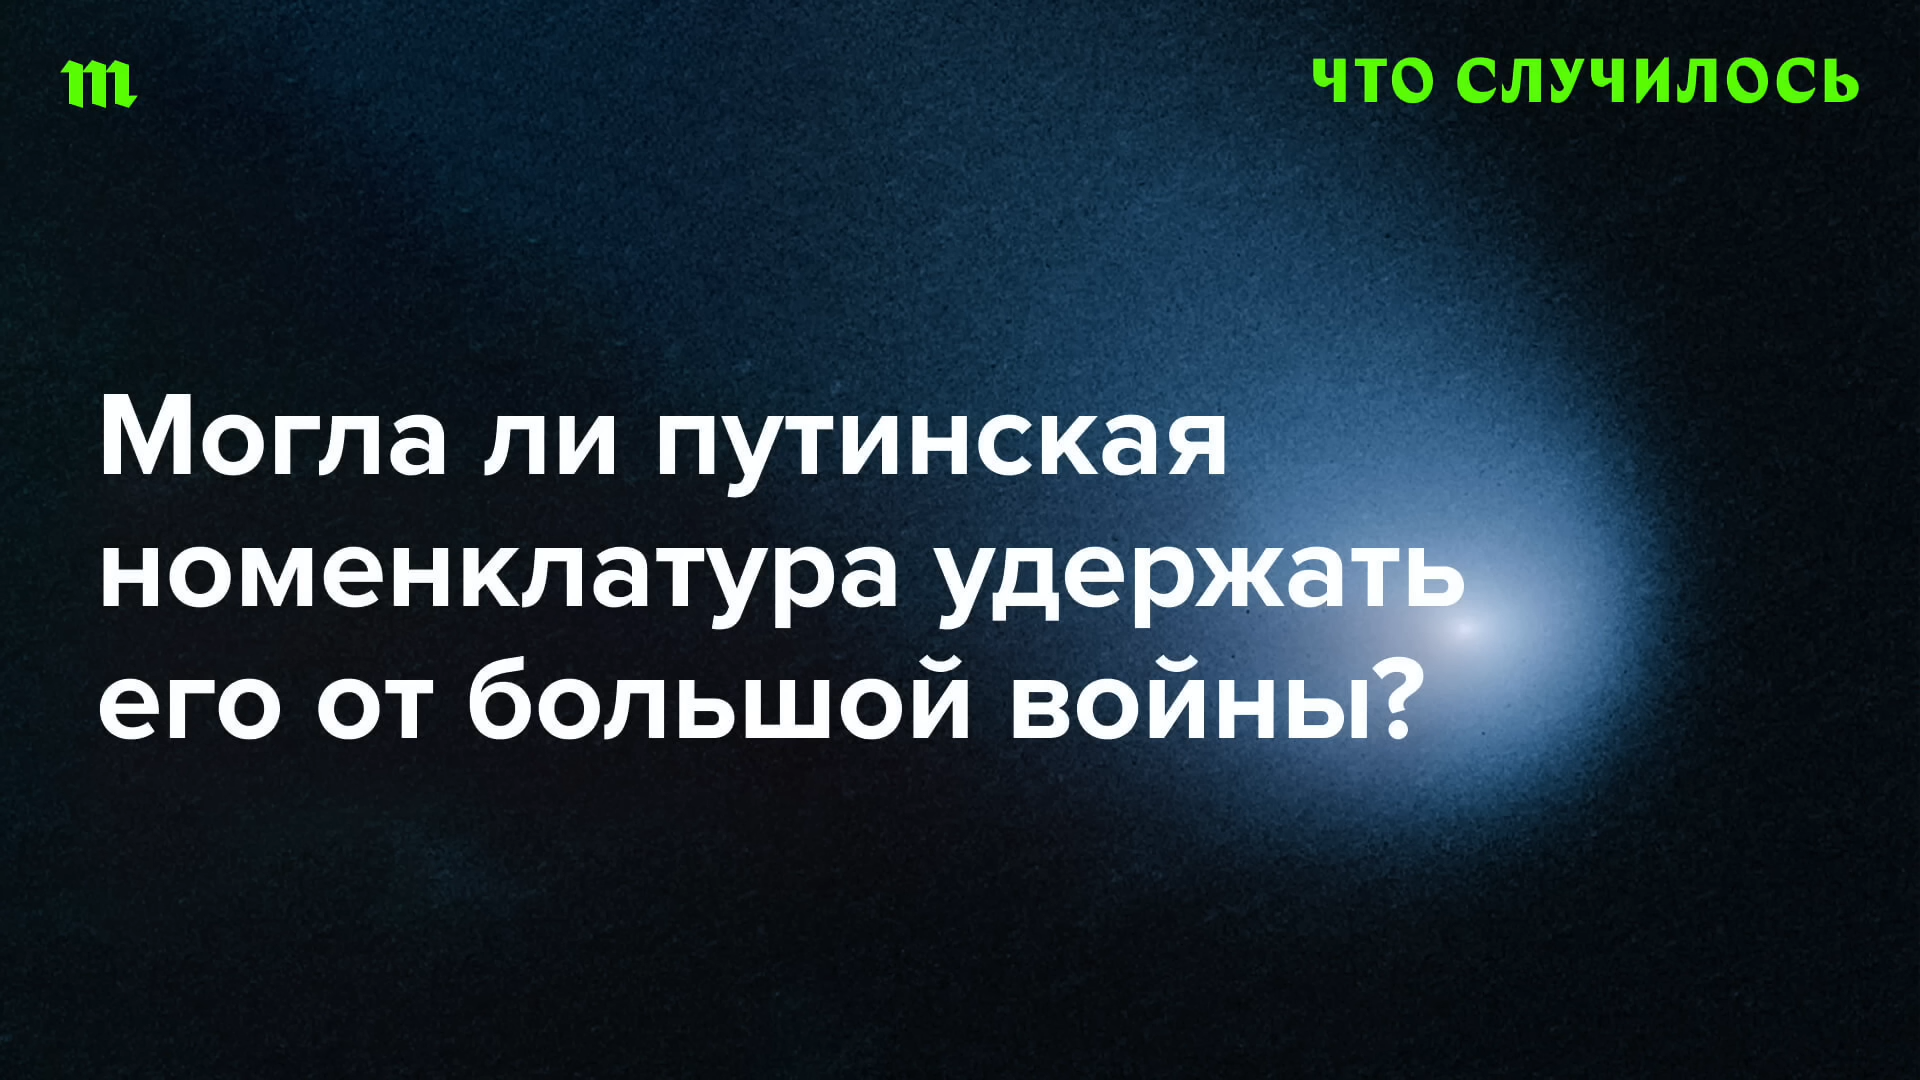 m
ЧТО СЛУЧИЛОСЬ
Могла ли путинская
номенклатура удержать
его от большой войны?